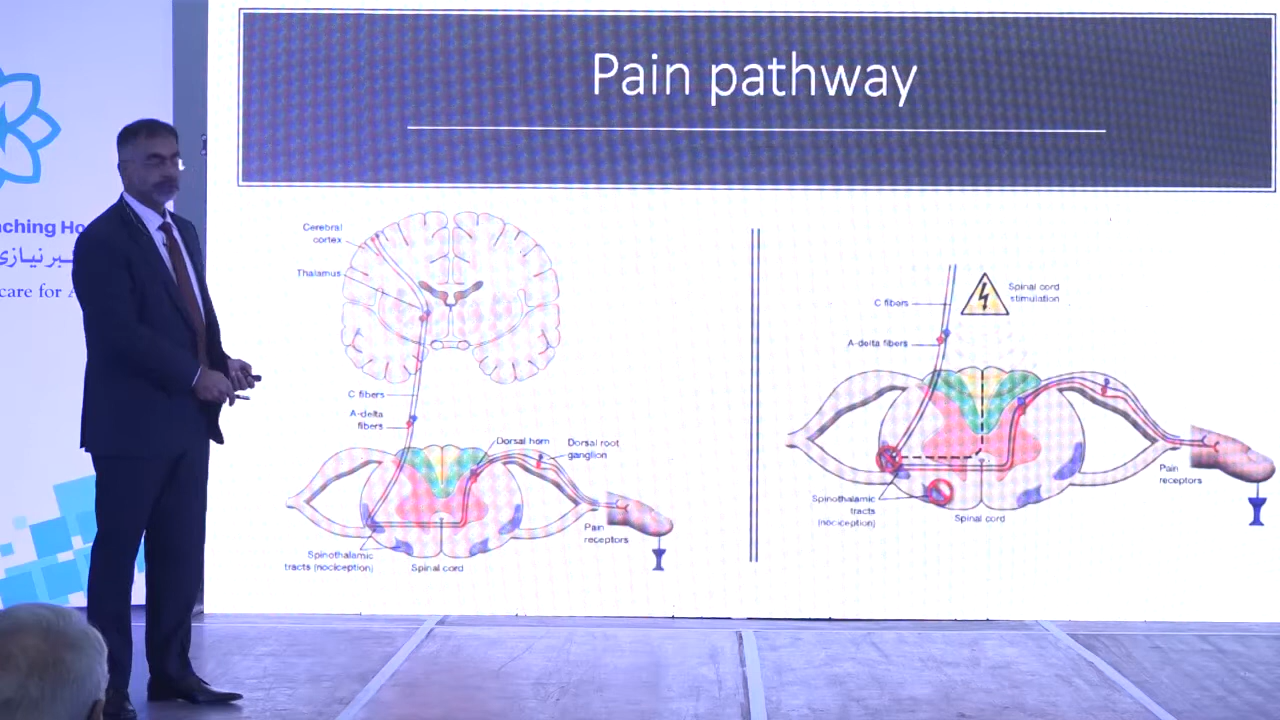 Pain pathway
aching Ho
بر نیازی
care for A
Cerebral
cortex
Thalamus
C fibers
A-delta
fibers
Dorsal horn
Dorsal root
ganglion
Pain
receptors
Spinothalamic
tracts (nociception)
Spinal cord
Spinal cord
stimulation
C fibers
A-delta fibers
Pain
receptors
Spinothalamic
tracts
(nociception)
Spinal cord